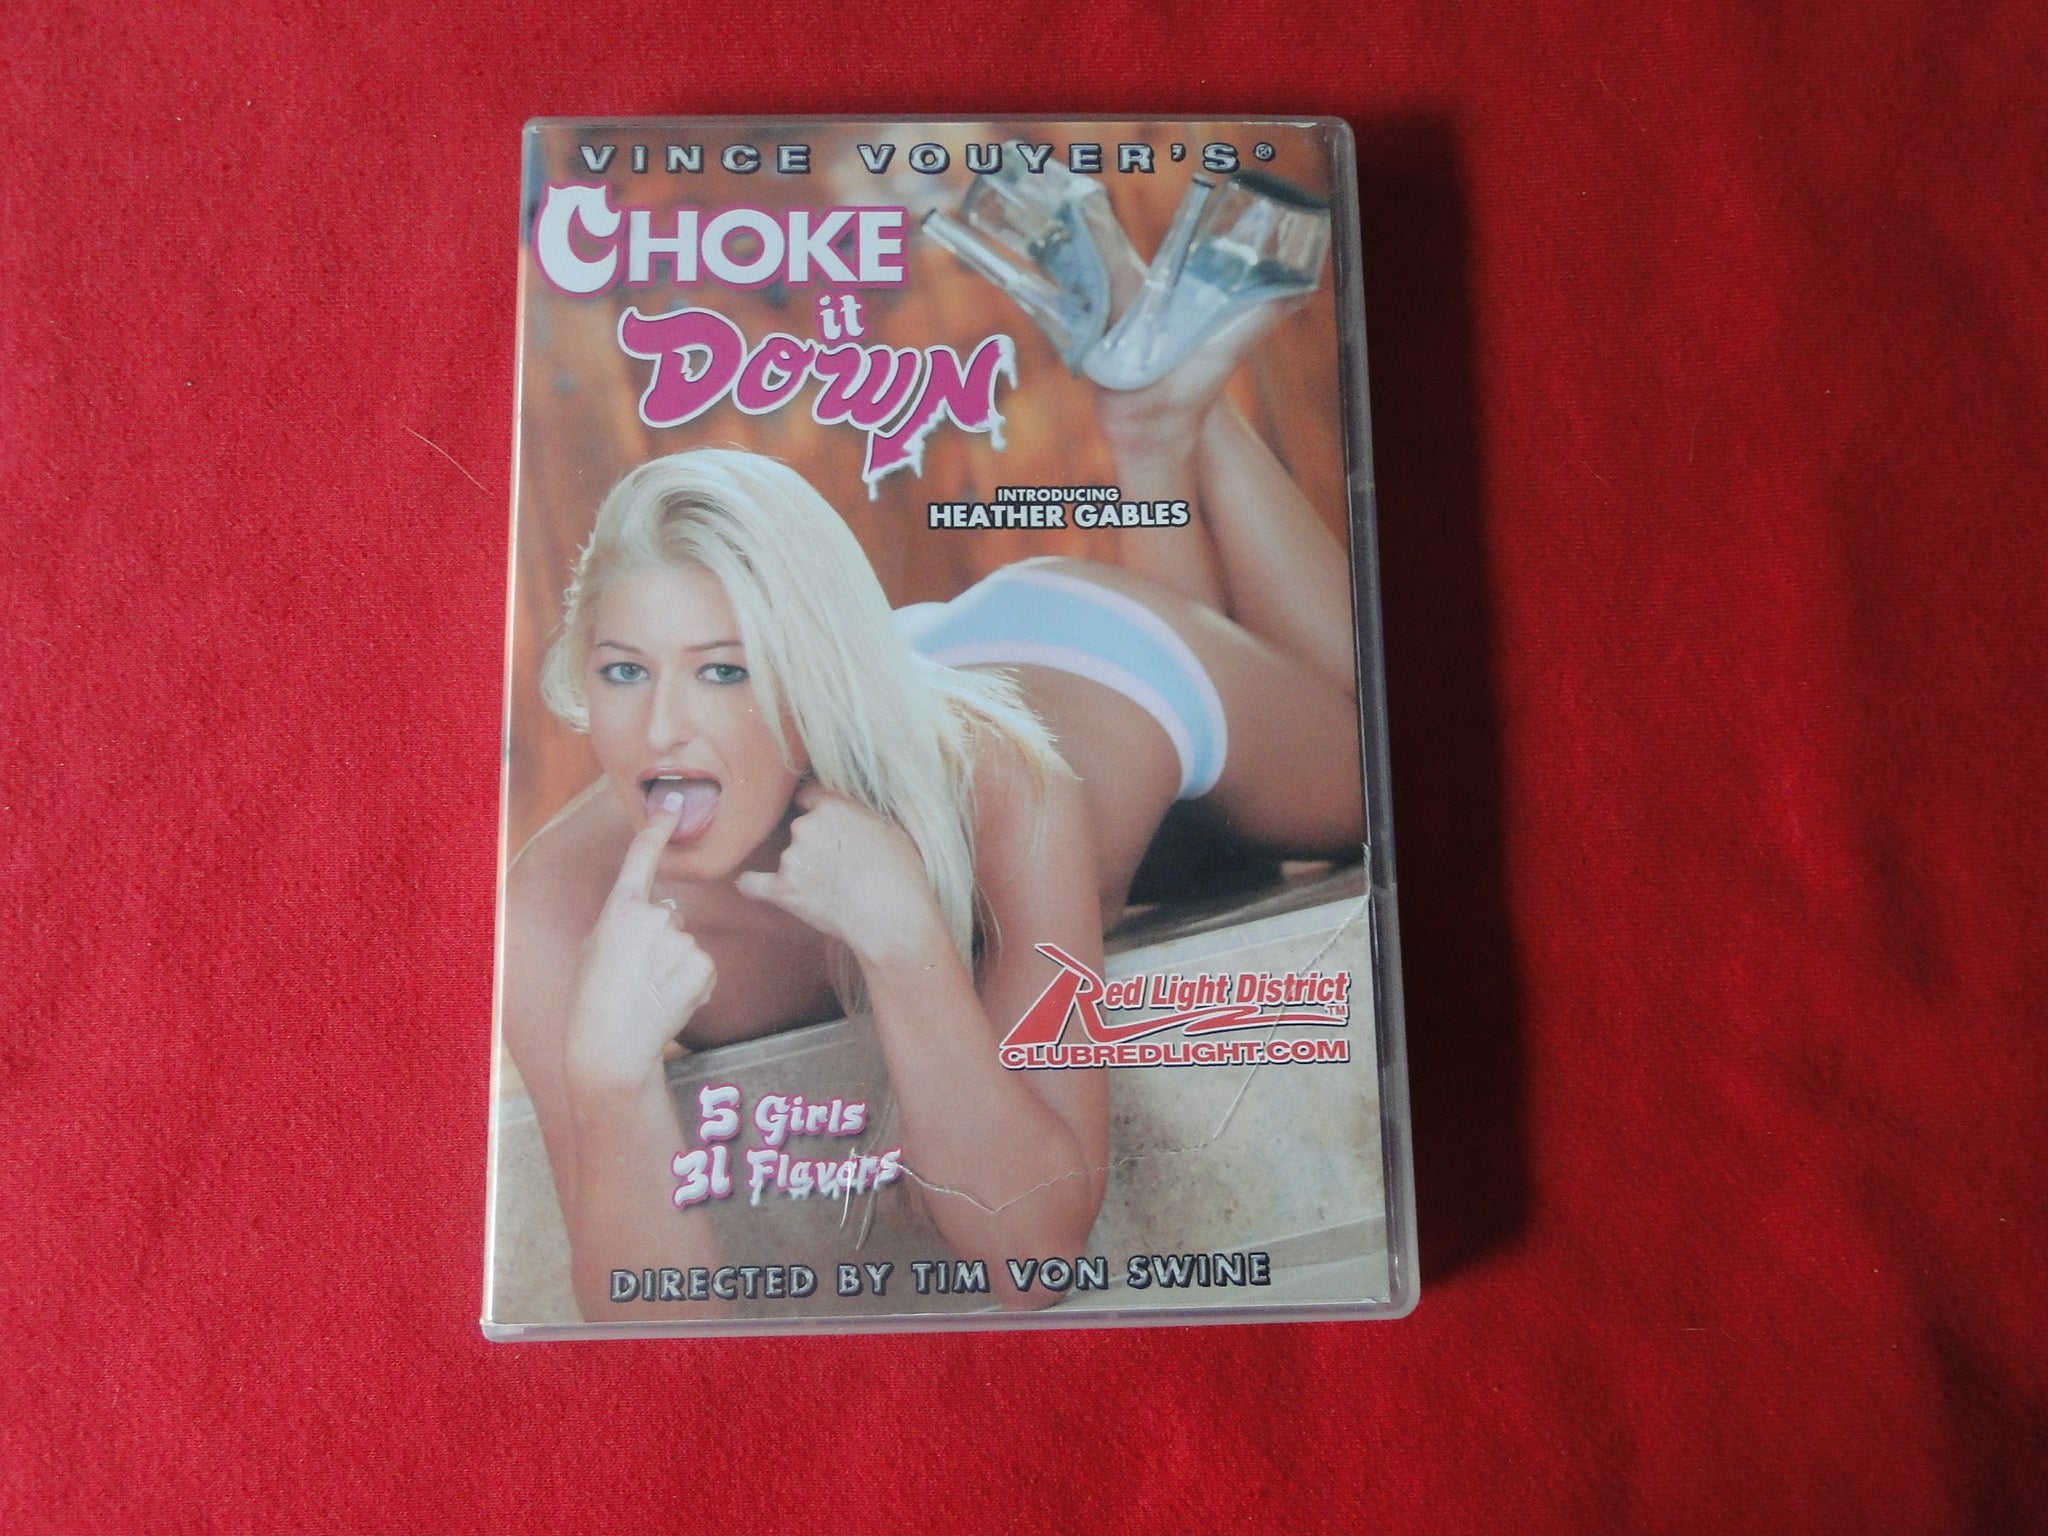 VINCE VOUYER'S®
CHOKE
it
DOWN
INTRODUCING
HEATHER GABLES
Red Light District™
CLUBREDLIGHT.COM
5 Girls
31 Flavors
DIRECTED BY TIM VON SWINE